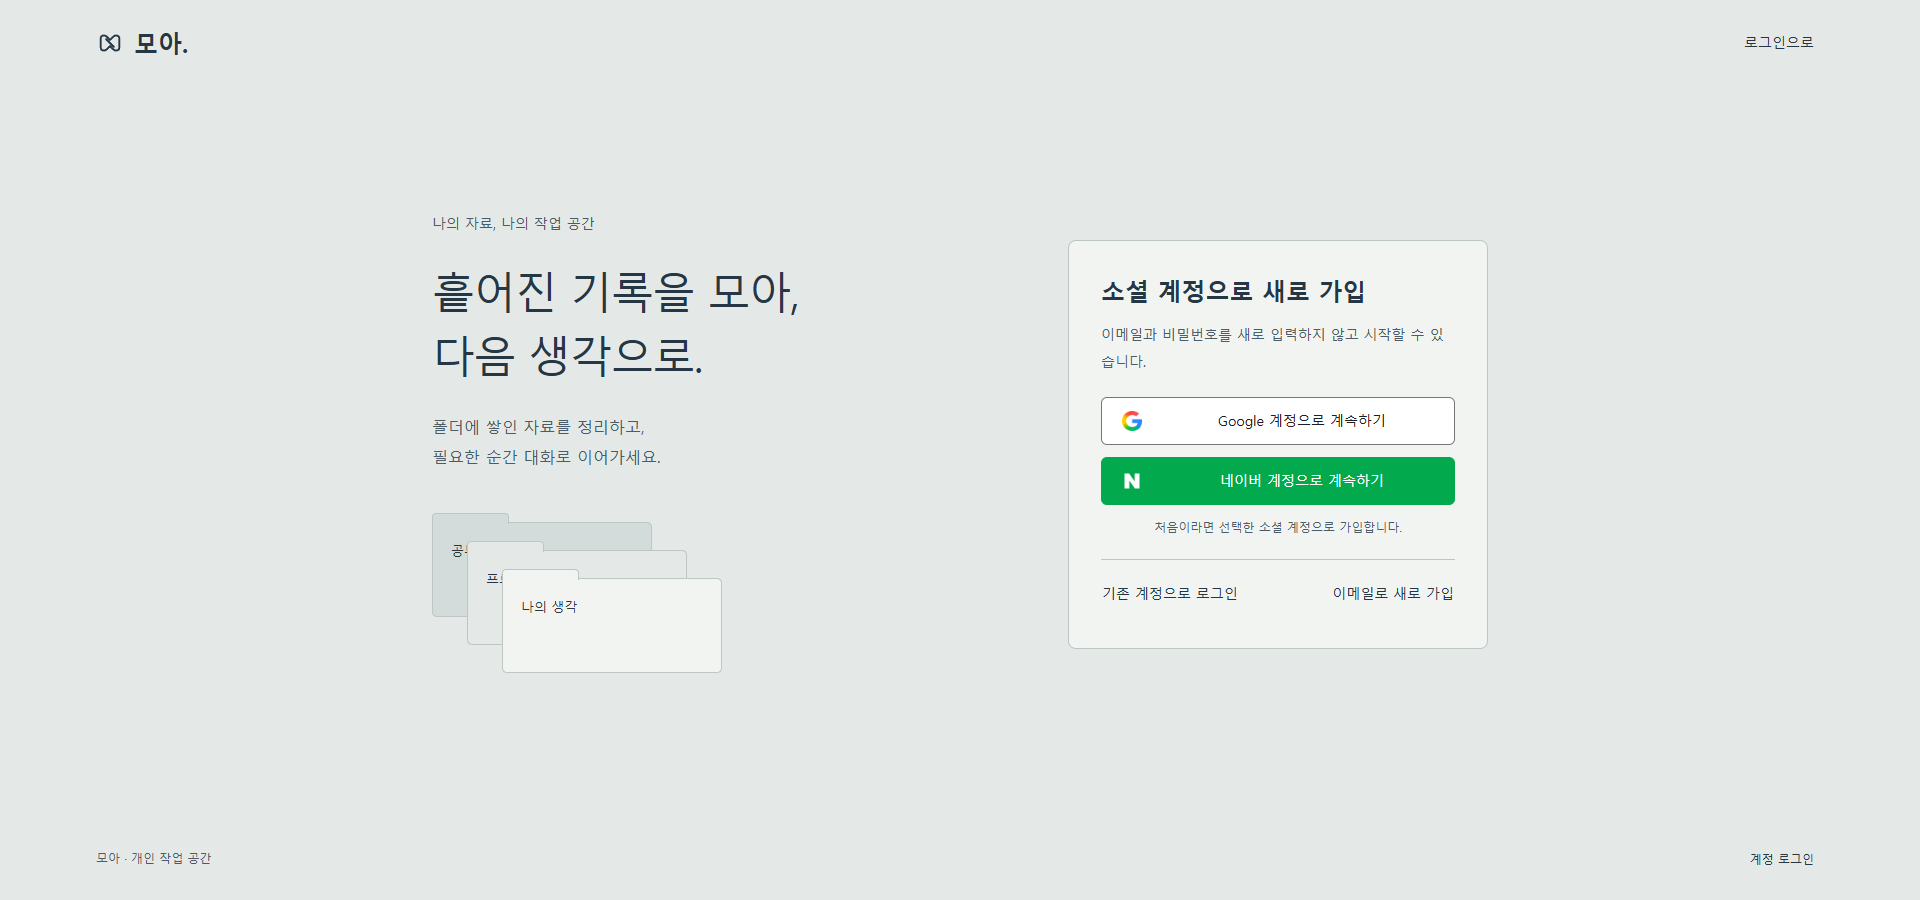 모아.
로그인으로
나의 자료, 나의 작업 공간
흩어진 기록을 모아,
다음 생각으로.
폴더에 쌓인 자료를 정리하고,
필요한 순간 대화로 이어가세요.
나의 생각
소셜 계정으로 새로 가입
이메일과 비밀번호를 새로 입력하지 않고 시작할 수 있
습니다.
Google 계정으로 계속하기
네이버 계정으로 계속하기
처음이라면 선택한 소셜 계정으로 가입합니다.
기존 계정으로 로그인
이메일로 새로 가입
모아 · 개인 작업 공간
계정 로그인